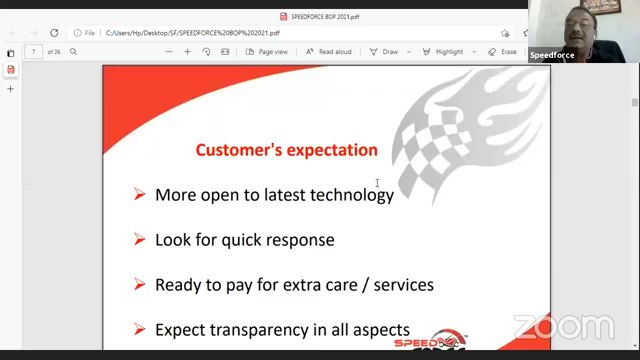 SPEEDFORCE BOP 2021.pdf
File
C:/Users/Hp/Desktop/SF/SPEEDFORCE%20BOP%202021.pdf
7 of 36
Page view
Read aloud
Draw
Highlight
Erase
Speedforce
Customer's expectation
More open to latest technology
Look for quick response
Ready to pay for extra care / services
Expect transparency in all aspects
SPEED
zoom